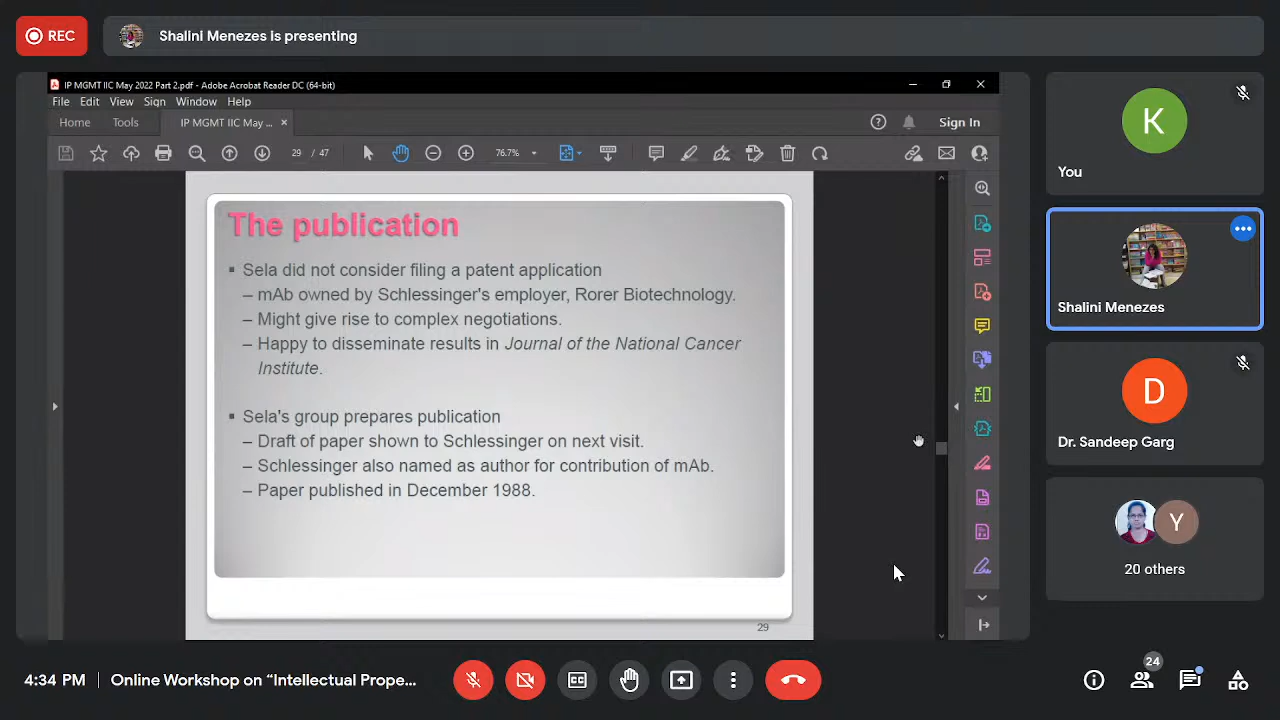 REC
Shalini Menezes is presenting
IP MGMT IIC May 2022 Part 2.pdf - Adobe Acrobat Reader DC (64-bit)
File Edit View Sign Window Help
Home Tools IP MGMT IIC May ... × Sign In
29 / 47 76.7%
The publication
▪ Sela did not consider filing a patent application
– mAb owned by Schlessinger's employer, Rorer Biotechnology.
– Might give rise to complex negotiations.
– Happy to disseminate results in Journal of the National Cancer
Institute.
▪ Sela's group prepares publication
– Draft of paper shown to Schlessinger on next visit.
– Schlessinger also named as author for contribution of mAb.
– Paper published in December 1988.
29
K
You
Shalini Menezes
D
Dr. Sandeep Garg
Y
20 others
4:34 PM | Online Workshop on “Intellectual Prope...
24